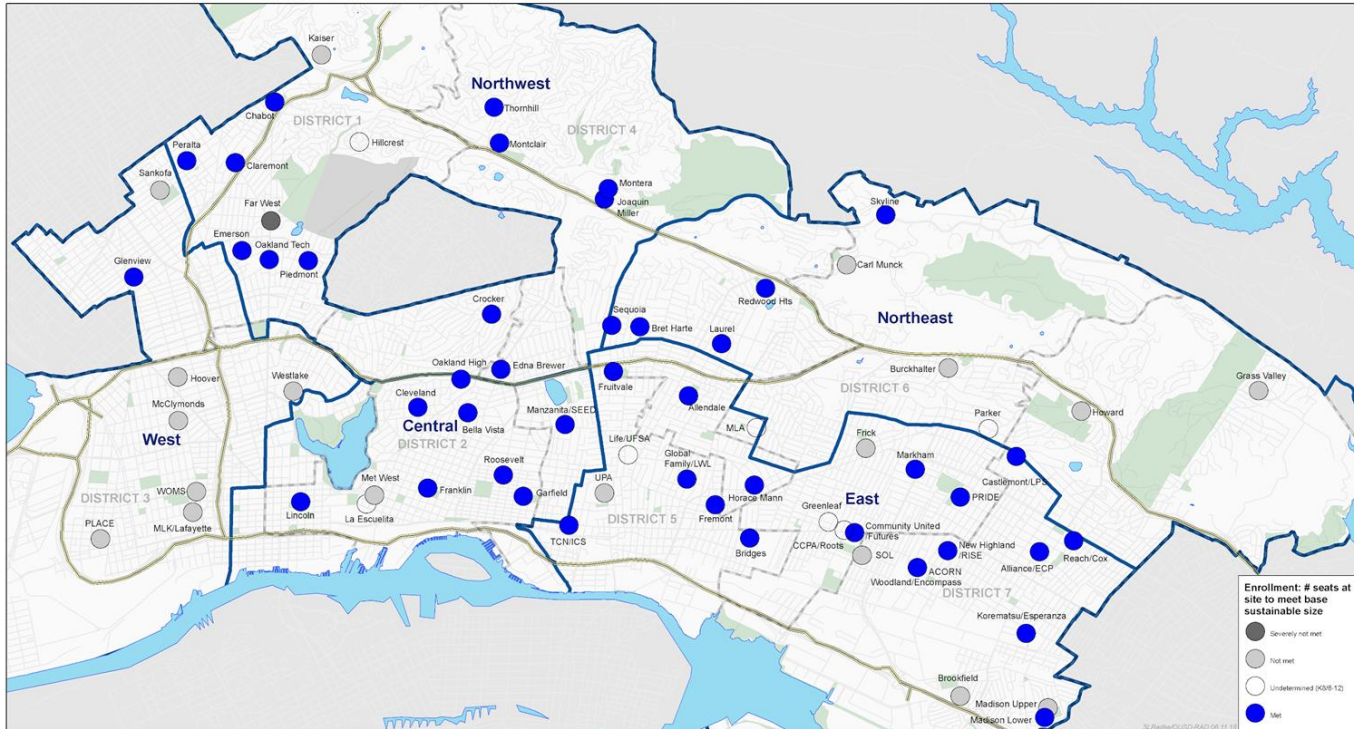 Kaiser
Northwest
Thornhill
Chabot
DISTRICT 1
DISTRICT 4
Hillcrest
Montclair
Peralta
Claremont
Sankofa
Montera
Joaquin
Miller
Far West
Skyline
Emerson
Oakland Tech
Piedmont
Glenview
Carl Munck
Redwood Hts
Crocker
Sequoia
Bret Harte
Laurel
Northeast
Oakland High
Edna Brewer
Burckhalter
Hoover
Westlake
Fruitvale
DISTRICT 6
Grass Valley
Cleveland
McClymonds
Manzanita/SEED
Allendale
Parker
Howard
Bella Vista
Central
West
DISTRICT 2
MLA
Frick
Life/UFSA
Markham
Roosevelt
Global
Family/LWL
Castlemont/LPS
Met West
UPA
WOMS
DISTRICT 3
Franklin
Garfield
Horace Mann
East
PRIDE
Lincoln
La Escuelita
Fremont
Greenleaf
MLK/Lafayette
DISTRICT 5
PLACE
TCN/ICS
Bridges
Community United
/Futures
CCPA/Roots
SOL
New Highland
/RISE
Alliance/ECP
Reach/Cox
ACORN
Woodland/Encompass
DISTRICT 7
Korematsu/Esperanza
Brookfield
Madison Upper
Madison Lower
Enrollment: # seats at
site to meet base
sustainable size
Severely not met
Not met
Undetermined (K8/6-12)
Met